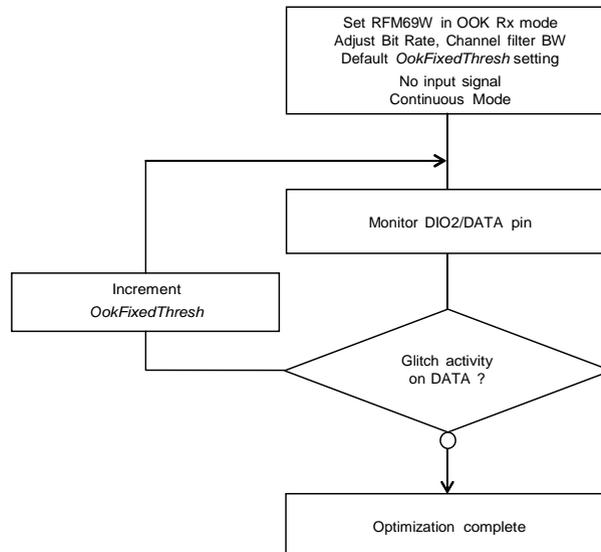 Set RFM69W in OOK Rx mode
Adjust Bit Rate, Channel filter BW
Default OokFixedThresh setting
No input signal
Continuous Mode
Monitor DIO2/DATA pin
Increment
OokFixedThresh
Glitch activity
on DATA ?
Optimization complete